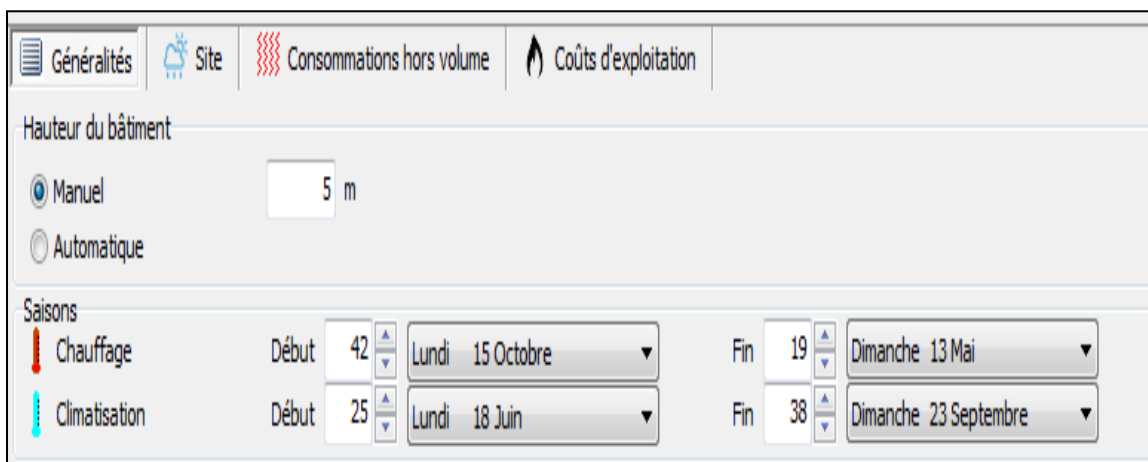 Généralités Site Consommations hors volume Coûts d'exploitation
Hauteur du bâtiment
Manuel 5 m
Automatique
Saisons
Chauffage Début 42 Lundi 15 Octobre Fin 19 Dimanche 13 Mai
Climatisation Début 25 Lundi 18 Juin Fin 38 Dimanche 23 Septembre